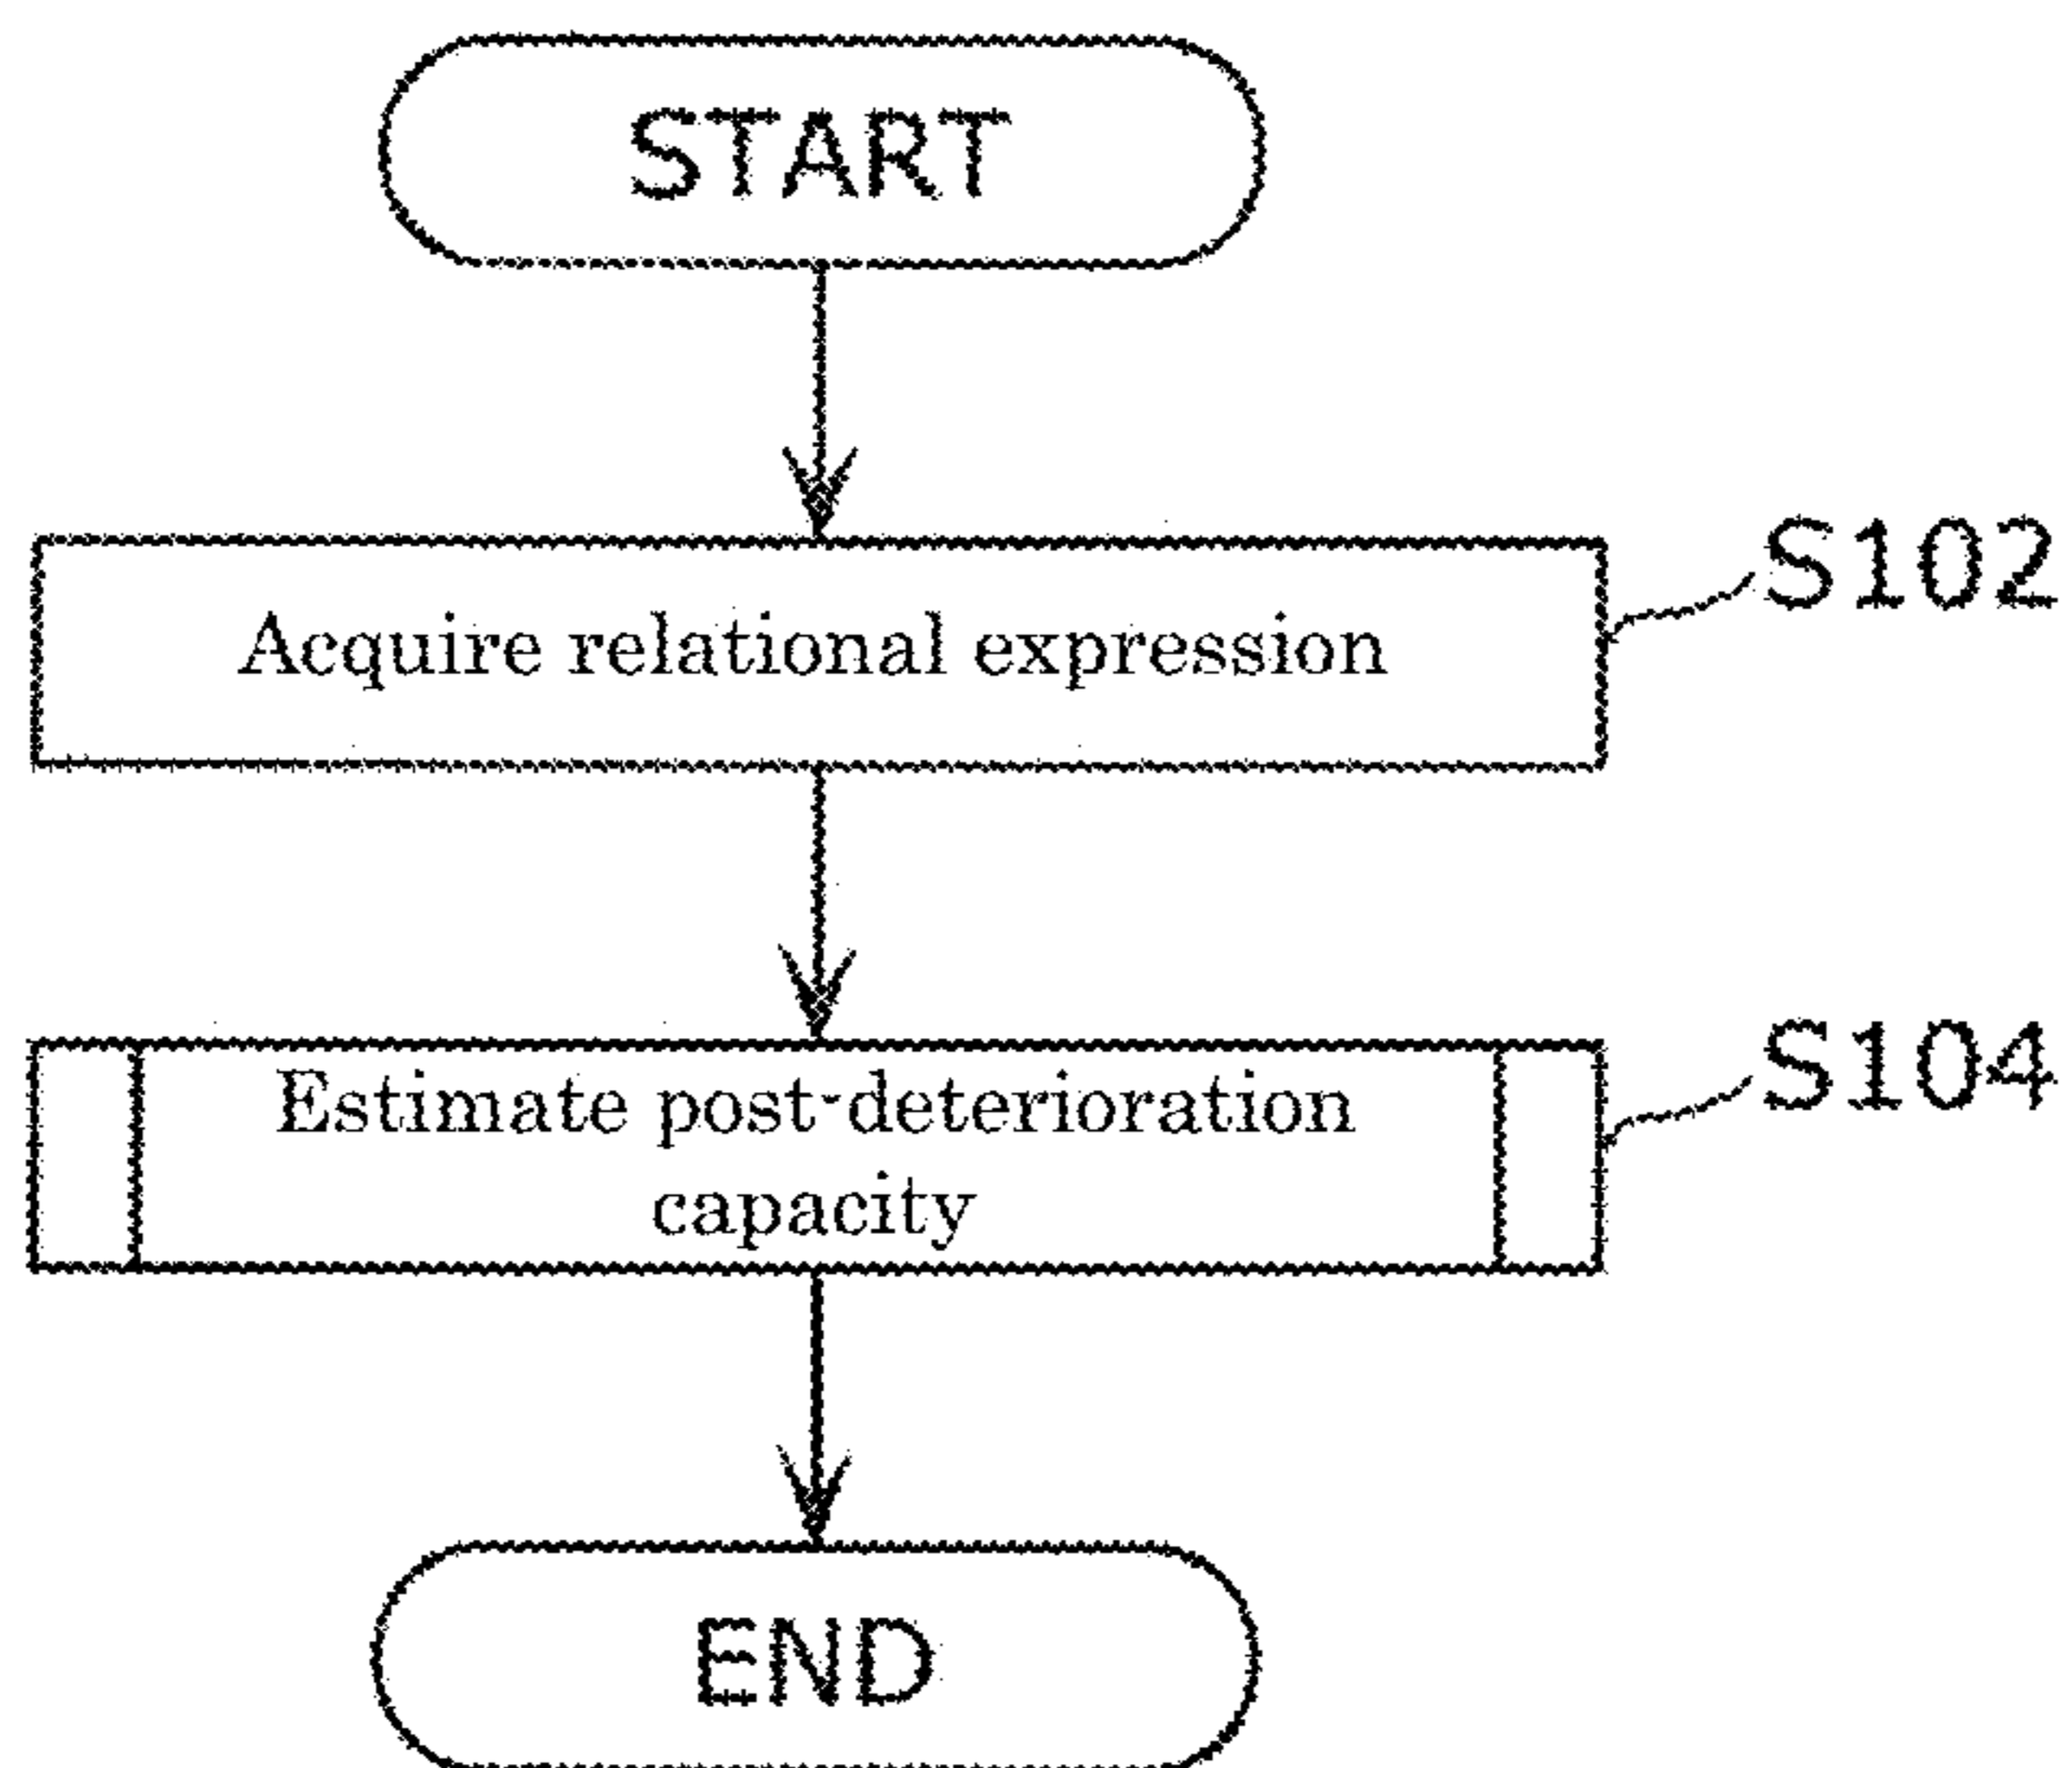 START
Acquire relational expression
S102
Estimate post-deterioration
capacity
S104
END